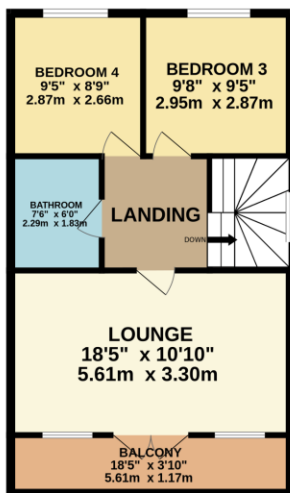 BEDROOM 4
9'5" x 8'9"
2.87m x 2.66m
BEDROOM 3
9'8" x 9'5"
2.95m x 2.87m
BATHROOM
7'6" x 6'0"
2.29m x 1.83m
LANDING
DOWN
LOUNGE
18'5" x 10'10"
5.61m x 3.30m
BALCONY
18'5" x 3'10"
5.61m x 1.17m